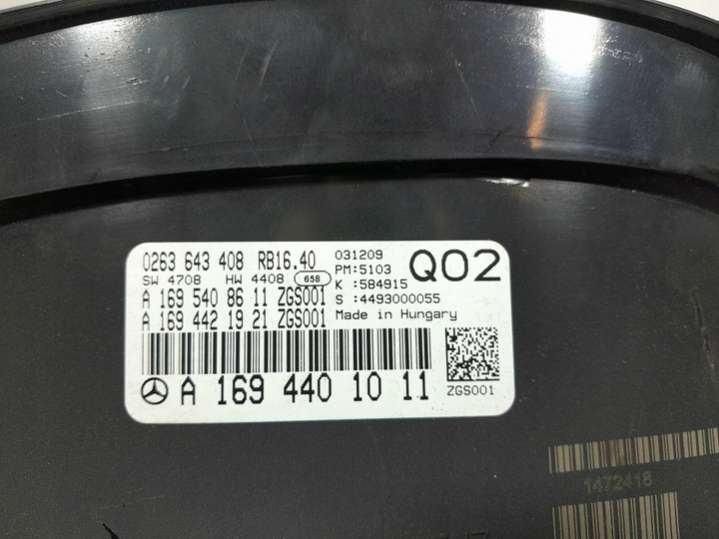 0263 643 408 RB16.40
SW 4708 HW 4408 658
A 169 540 86 11 ZGS001
A 169 442 19 21 ZGS001
031209
PM:5103
K :584915
S :4493000055
Made in Hungary
Q02
A 169 440 10 11
ZGS001
1472418